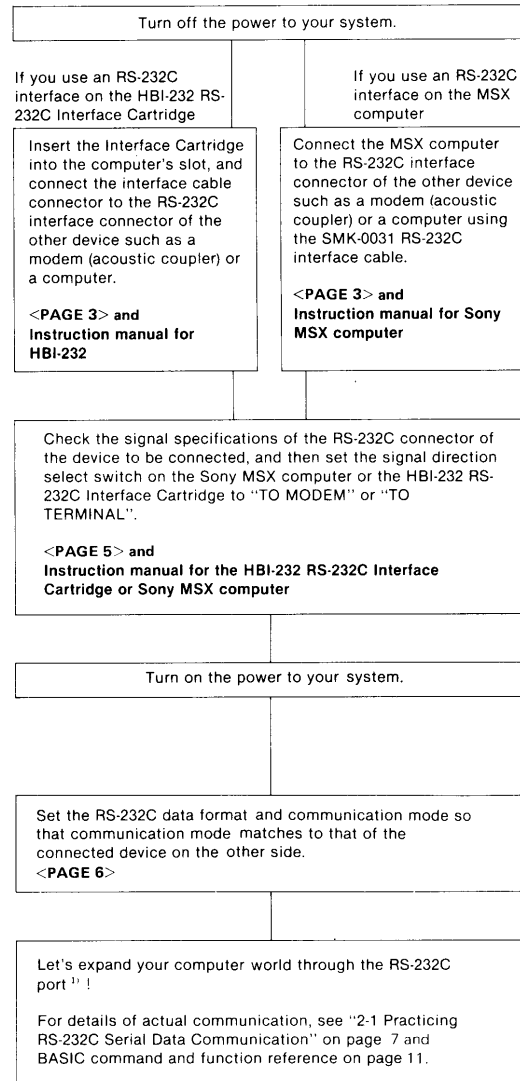 Turn off the power to your system.
If you use an RS-232C
interface on the HBI-232 RS-
232C Interface Cartridge
Insert the Interface Cartridge
into the computer's slot, and
connect the interface cable
connector to the RS-232C
interface connector of the
other device such as a
modem (acoustic coupler) or
a computer.
<PAGE 3> and
Instruction manual for
HBI-232
If you use an RS-232C
interface on the MSX
computer
Connect the MSX computer
to the RS-232C interface
connector of the other device
such as a modem (acoustic
coupler) or a computer using
the SMK-0031 RS-232C
interface cable.
<PAGE 3> and
Instruction manual for Sony
MSX computer
Check the signal specifications of the RS-232C connector of
the device to be connected, and then set the signal direction
select switch on the Sony MSX computer or the HBI-232 RS-
232C Interface Cartridge to “TO MODEM” or “TO
TERMINAL”.
<PAGE 5> and
Instruction manual for the HBI-232 RS-232C Interface
Cartridge or Sony MSX computer
Turn on the power to your system.
Set the RS-232C data format and communication mode so
that communication mode matches to that of the
connected device on the other side.
<PAGE 6>
Let's expand your computer world through the RS-232C
port ¹⁾ !
For details of actual communication, see “2-1 Practicing
RS-232C Serial Data Communication” on page 7 and
BASIC command and function reference on page 11.